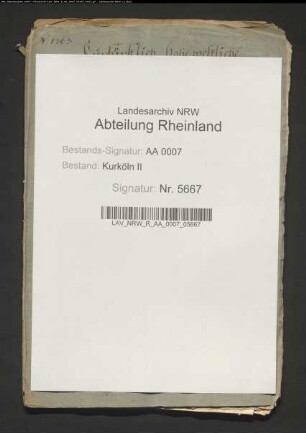 Landesarchiv NRW
Abteilung Rheinland
Bestands-Signatur: AA 0007
Bestand: Kurköln II
Signatur: Nr. 5667
LAV_NRW_R_AA_0007_05667